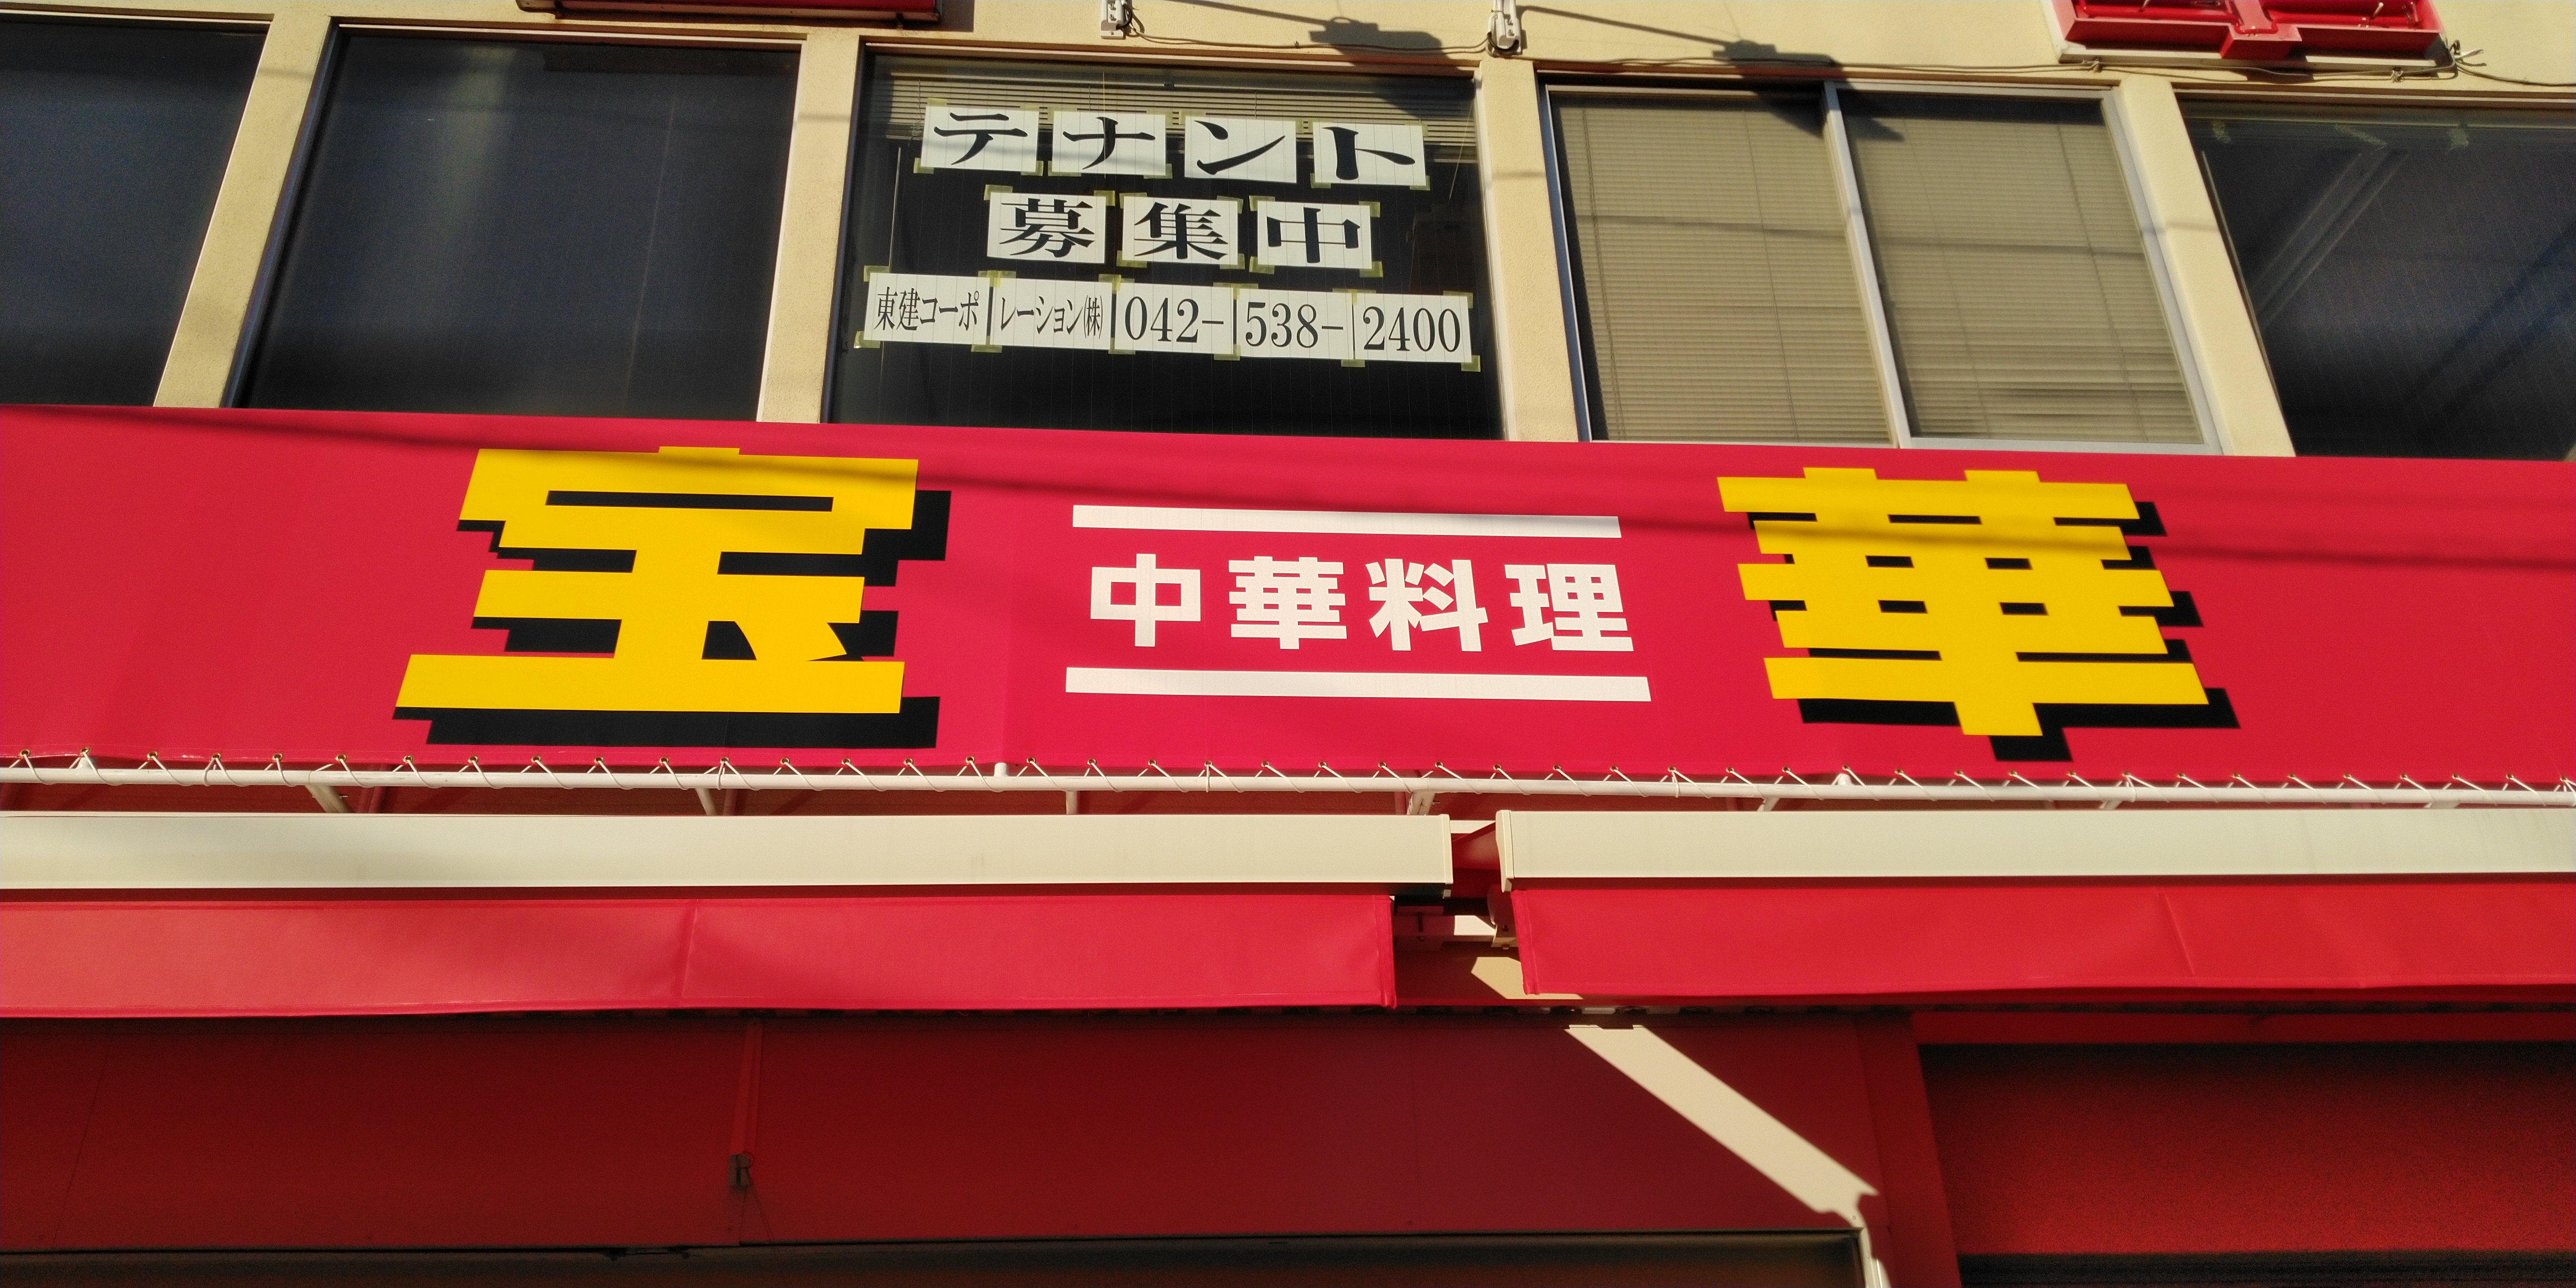 テナント
募集中
東建コーポレーション㈱ 042-538-2400
宝 中華料理 華